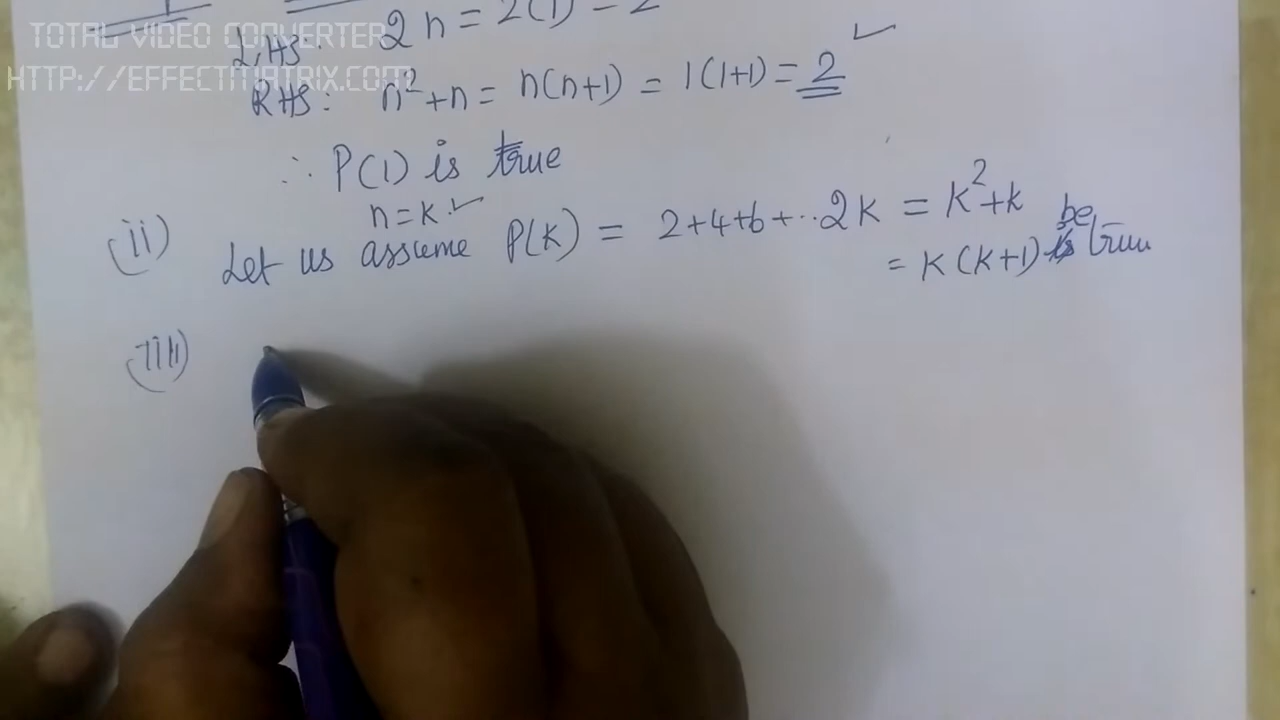 TOTAL VIDEO CONVERTER
HTTP://EFFECTMATRIX.COM
LHS: 2n = 2(1) = 2
RHS: n²+n = n(n+1) = 1(1+1) = 2 ✓
∴ P(1) is true
n=k ✓
(ii) Let us assume P(k) = 2+4+6+..2k = k²+k
= k(k+1) be true
(iii)